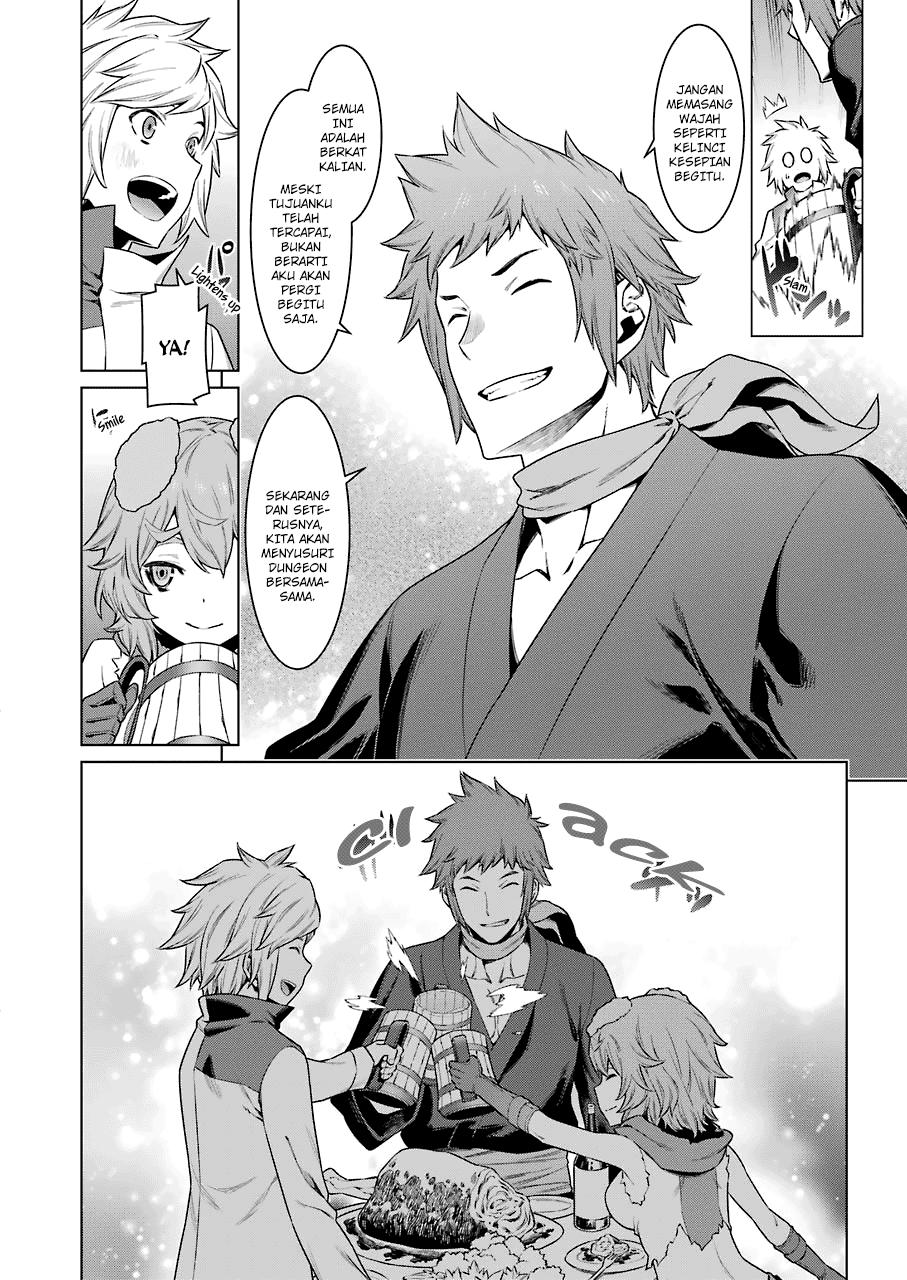 Slam
JANGAN
MEMASANG
WAJAH
SEPERTI
KELINCI
KESEPIAN
BEGITU.
SEMUA
INI
ADALAH
BERKAT
KALIAN.
MESKI
TUJUANKU
TELAH
TERCAPAI,
BUKAN
BERARTI
AKU AKAN
PERGI
BEGITU
SAJA.
SEKARANG
DAN SETE-
RUSNYA,
KITA AKAN
MENYUSURI
DUNGEON
BERSAMA-
SAMA.
Lightens up
YA!
Smile
Clack